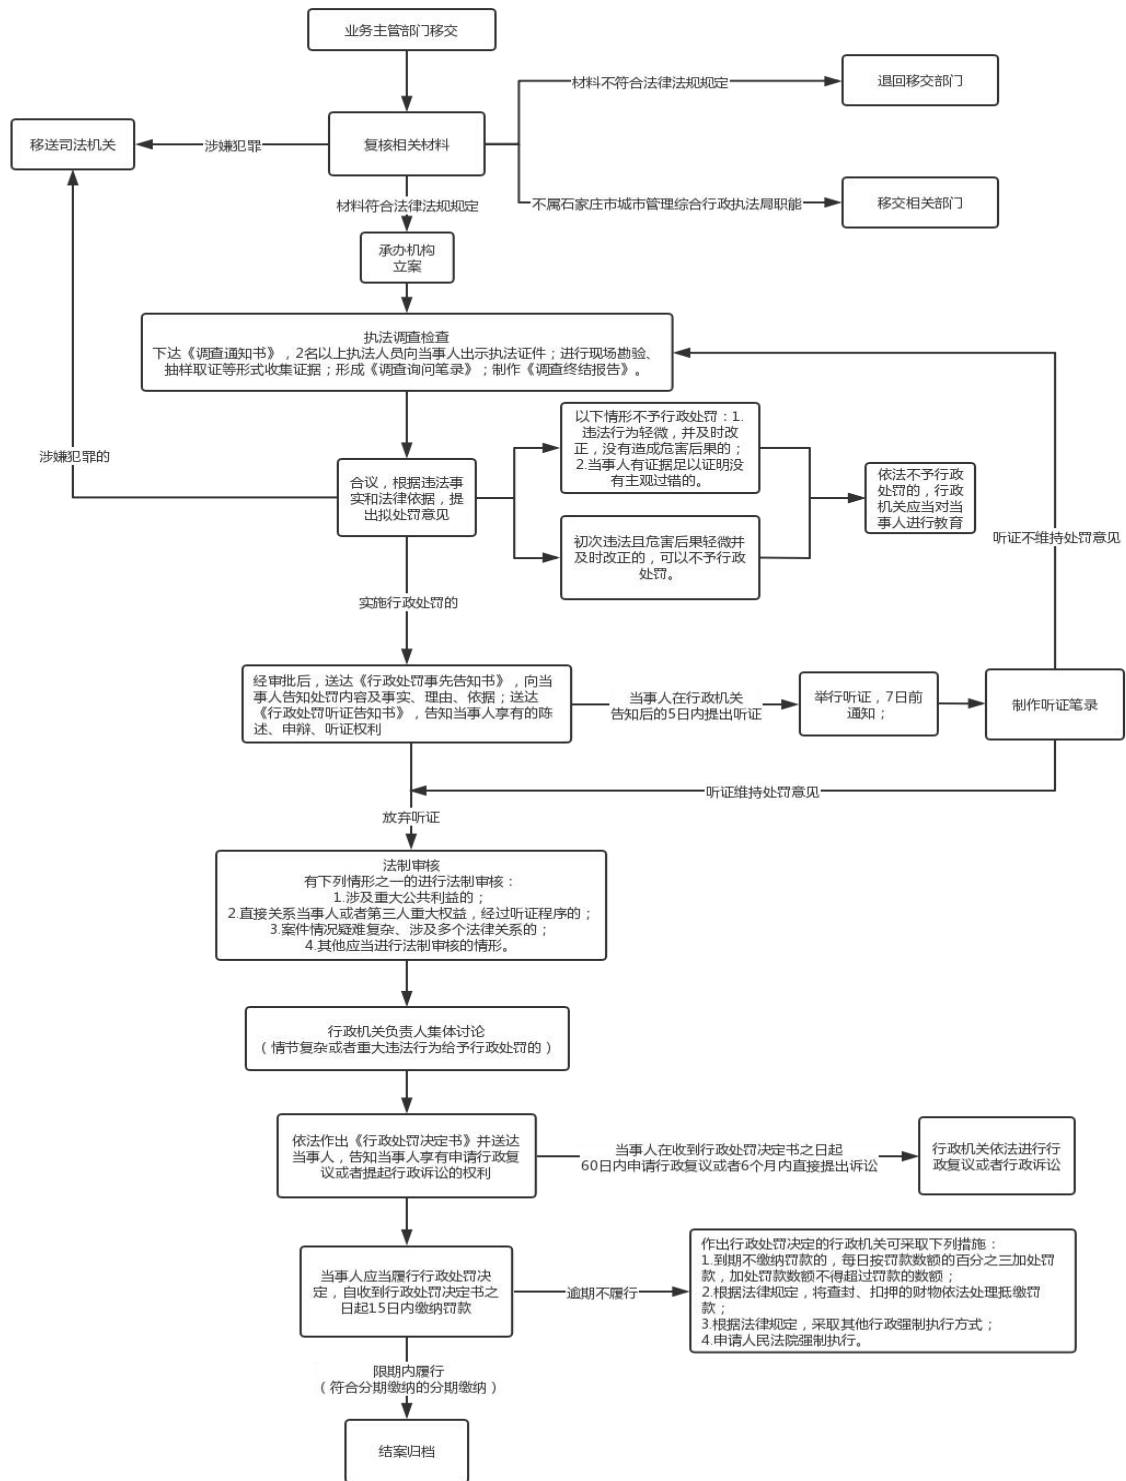 业务主管部门移交
材料不符合法律法规规定
退回移交部门
移送司法机关
涉嫌犯罪
复核相关材料
不属石家庄市城市管理综合行政执法局职能
移交相关部门
材料符合法律法规规定
承办机构
立案
执法调查检查
下达《调查通知书》，2名以上执法人员向当事人出示执法证件；进行现场勘验、
抽样取证等形式收集证据；形成《调查询问笔录》；制作《调查终结报告》。
涉嫌犯罪的
合议，根据违法事
实和法律依据，提
出拟处罚意见
以下情形不予行政处罚：1.
违法行为轻微，并及时改
正，没有造成危害后果的；
2.当事人有证据足以证明没
有主观过错的。
初次违法且危害后果轻微并
及时改正的，可以不予行政
处罚。
依法不予行政
处罚的，行政
机关应当对当
事人进行教育
听证不维持处罚意见
实施行政处罚的
经审批后，送达《行政处罚事先告知书》，向当
事人告知处罚内容及事实、理由、依据；送达
《行政处罚听证告知书》，告知当事人享有的陈
述、申辩、听证权利
当事人在行政机关
告知后的5日内提出听证
举行听证，7日前
通知；
制作听证笔录
听证维持处罚意见
放弃听证
法制审核
有下列情形之一的进行法制审核：
1.涉及重大公共利益的；
2.直接关系当事人或者第三人重大权益，经过听证程序的；
3.案件情况疑难复杂、涉及多个法律关系的；
4.其他应当进行法制审核的情形。
行政机关负责人集体讨论
（情节复杂或者重大违法行为给予行政处罚的）
依法作出《行政处罚决定书》并送达
当事人，告知当事人享有申请行政复
议或者提起行政诉讼的权利
当事人在收到行政处罚决定书之日起
60日内申请行政复议或者6个月内直接提出诉讼
行政机关依法进行行
政复议或者行政诉讼
当事人应当履行行政处罚决
定，自收到行政处罚决定书之
日起15日内缴纳罚款
逾期不履行
作出行政处罚决定的行政机关可采取下列措施：
1.到期不缴纳罚款的，每日按罚款数额的百分之三加处罚
款，加处罚款数额不得超过罚款的数额；
2.根据法律规定，将查封、扣押的财物依法处理抵缴罚
款；
3.根据法律规定，采取其他行政强制执行方式；
4.申请人民法院强制执行。
限期内履行
（符合分期缴纳的分期缴纳）
结案归档